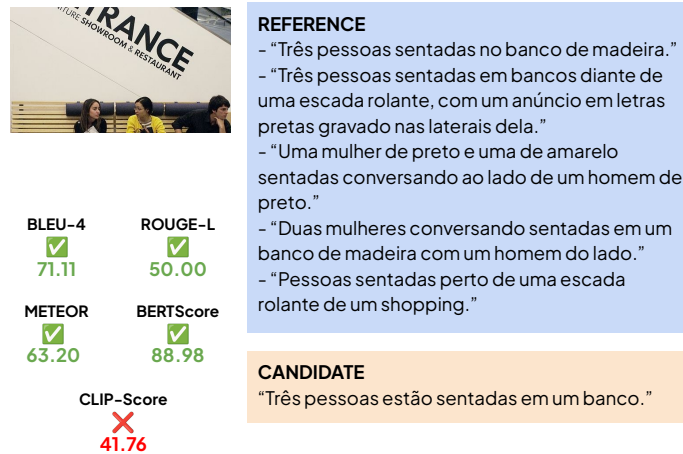 TRANCE
ITURE SHOWROOM & RESTAURANT
REFERENCE
- “Três pessoas sentadas no banco de madeira.”
- “Três pessoas sentadas em bancos diante de
uma escada rolante, com um anúncio em letras
pretas gravado nas laterais dela.”
- “Uma mulher de preto e uma de amarelo
sentadas conversando ao lado de um homem de
preto.”
- “Duas mulheres conversando sentadas em um
banco de madeira com um homem do lado.”
- “Pessoas sentadas perto de uma escada
rolante de um shopping.”
BLEU-4 ROUGE-L
71.11 50.00
METEOR BERTScore
63.20 88.98
CLIP-Score
41.76
CANDIDATE
“Três pessoas estão sentadas em um banco.”